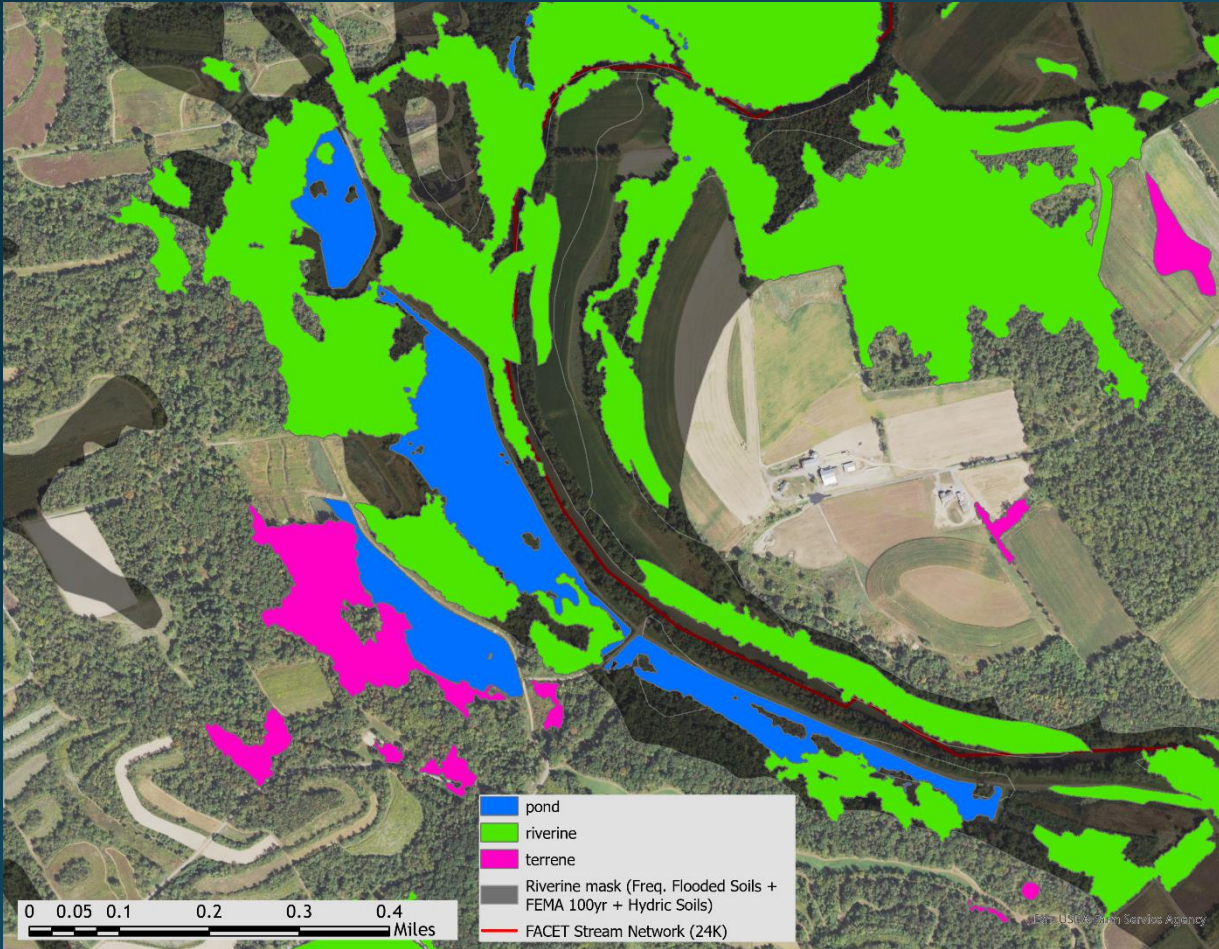 pond
riverine
terrene
Riverine mask (Freq. Flooded Soils +
FEMA 100yr + Hydric Soils)
FACET Stream Network (24K)
0 0.05 0.1 0.2 0.3 0.4
Miles
USDA Farm Service Agency